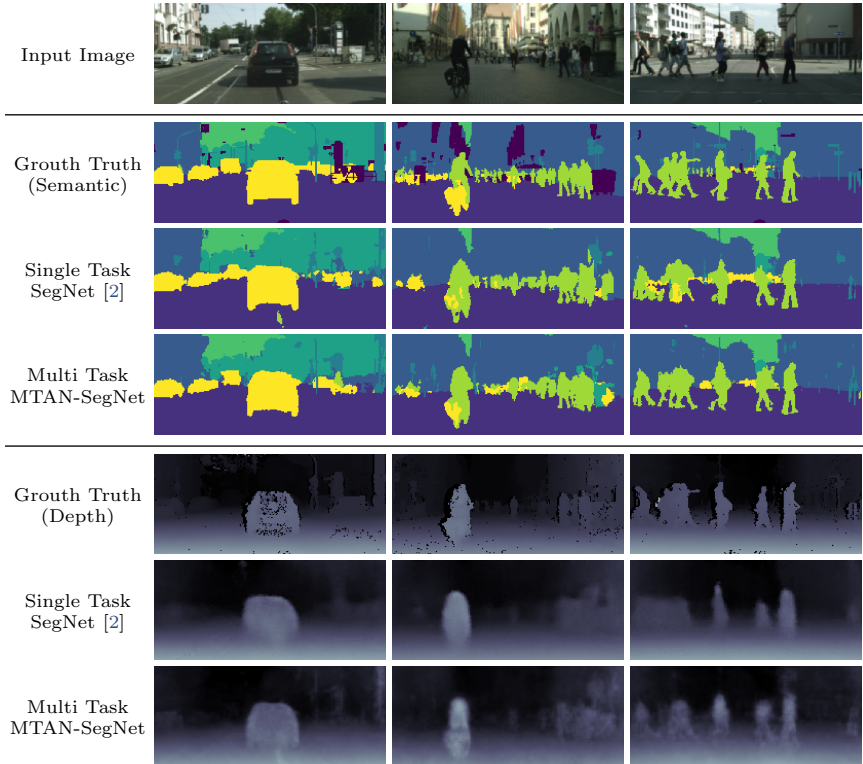 Input Image
Grouth Truth
(Semantic)
Single Task
SegNet [2]
Multi Task
MTAN-SegNet
Grouth Truth
(Depth)
Single Task
SegNet [2]
Multi Task
MTAN-SegNet